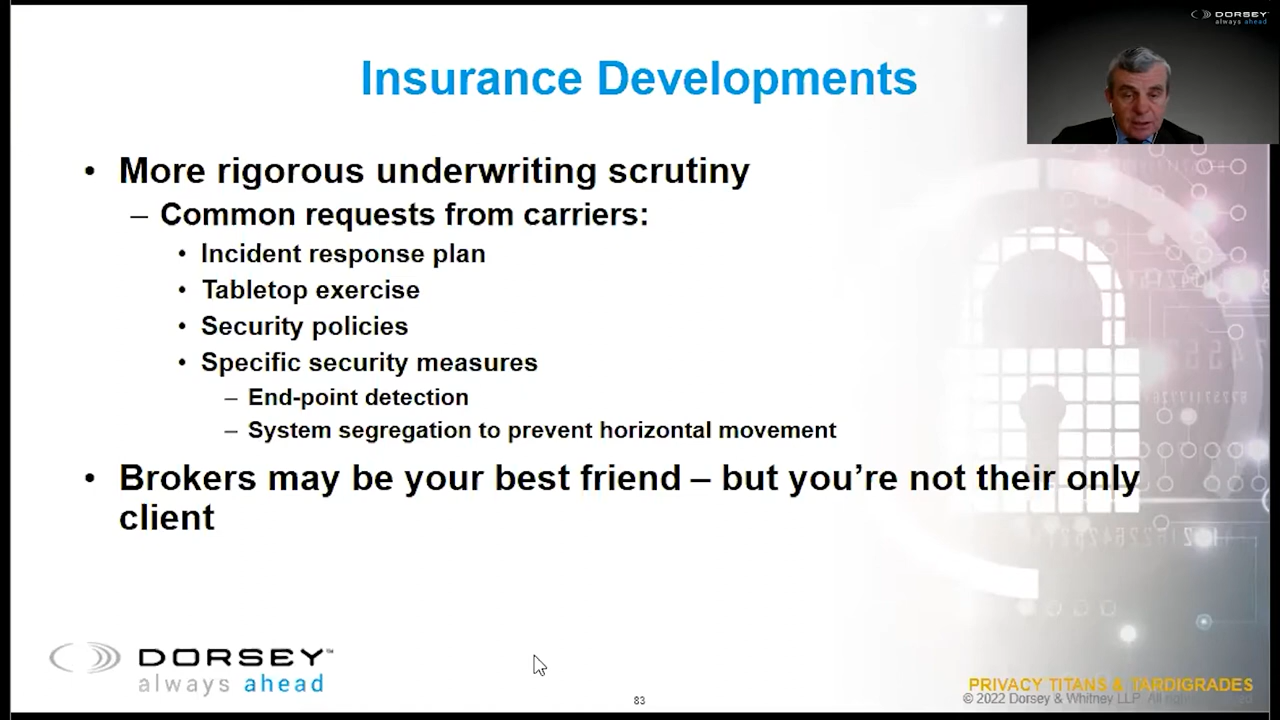 DORSEY™
always ahead
Insurance Developments
• More rigorous underwriting scrutiny
– Common requests from carriers:
• Incident response plan
• Tabletop exercise
• Security policies
• Specific security measures
– End-point detection
– System segregation to prevent horizontal movement
• Brokers may be your best friend – but you’re not their only
client
DORSEY™
always ahead
83
PRIVACY TITANS & TARDIGRADES
© 2022 Dorsey & Whitney LLP. All rights